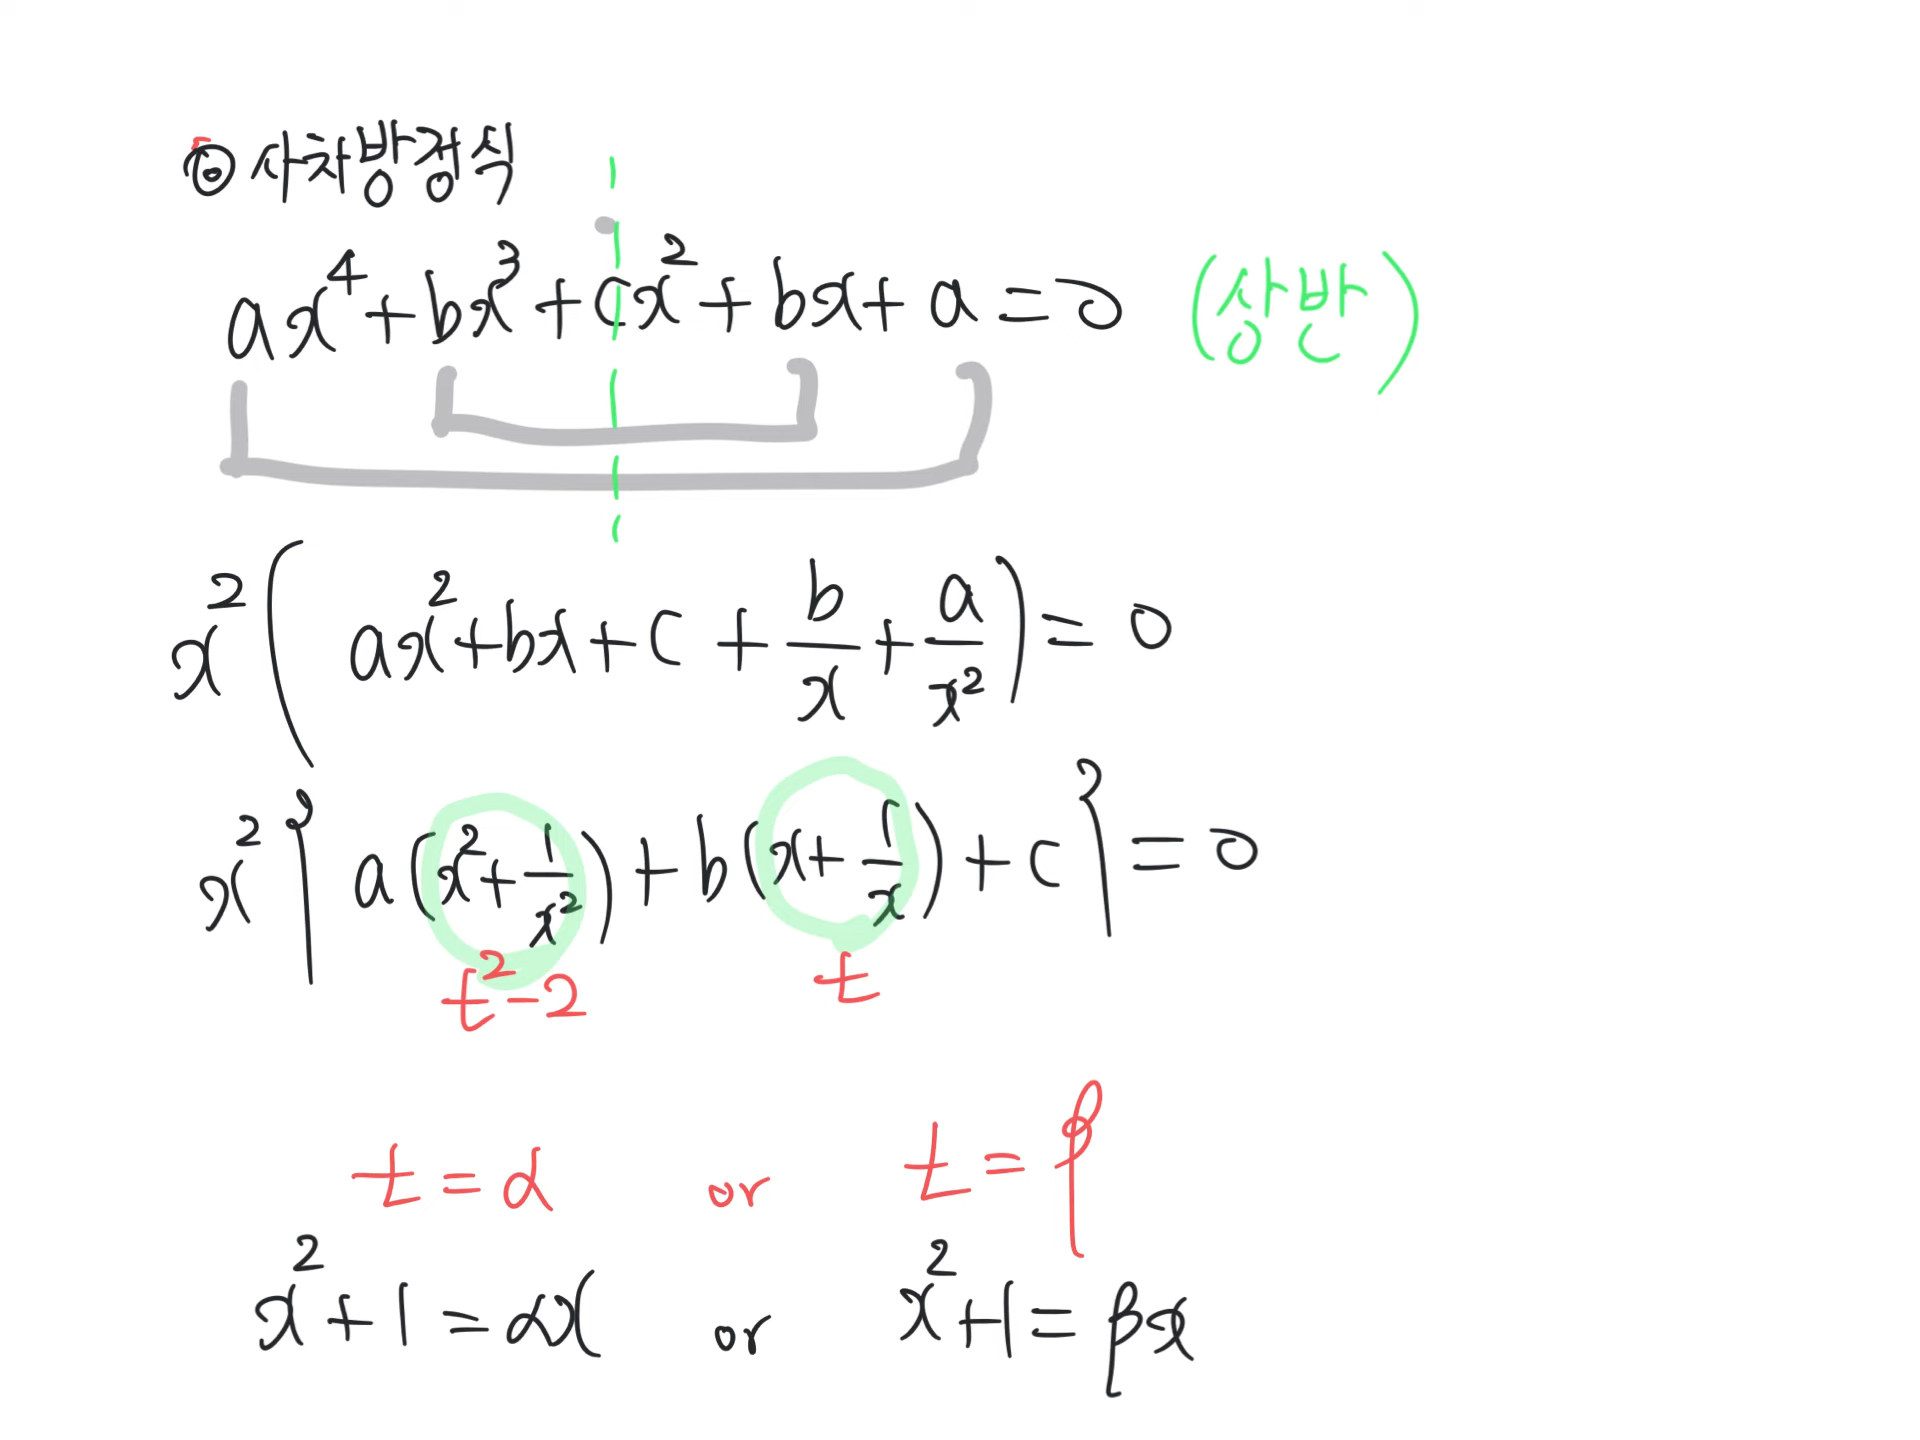 ◎ 사차방정식
ax⁴+bx³+cx²+bx+a=0 (상반)
x²(ax²+bx+c+b/x+a/x²)=0
x²{a(x²+1/x²)+b(x+1/x)+c}=0
t²-2 t
t=α or t=β
x²+1=αx or x²+1=βx